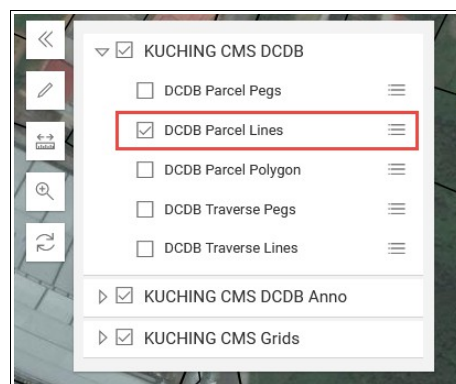 KUCHING CMS DCDB
DCDB Parcel Pegs
DCDB Parcel Lines
DCDB Parcel Polygon
DCDB Traverse Pegs
DCDB Traverse Lines
KUCHING CMS DCDB Anno
KUCHING CMS Grids